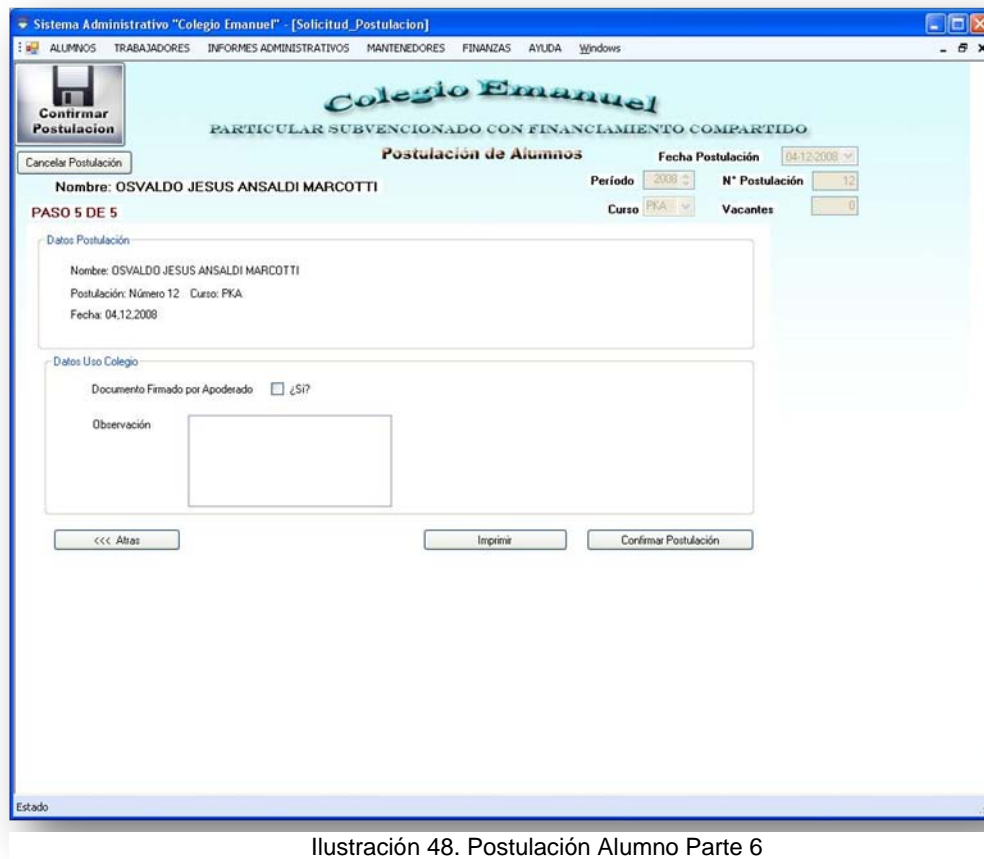 Sistema Administrativo "Colegio Emanuel" - [Solicitud_Postulacion]
ALUMNOS TRABAJADORES INFORMES ADMINISTRATIVOS MANTENEDORES FINANZAS AYUDA Windows
Confirmar
Postulacion
Colegio Emanuel
PARTICULAR SUBVENCIONADO CON FINANCIAMIENTO COMPARTIDO
Cancelar Postulación
Postulación de Alumnos
Fecha Postulación 04-12-2008
Nombre: OSVALDO JESUS ANSALDI MARCOTTI
Período 2008 N° Postulación 12
PASO 5 DE 5
Curso PKA Vacantes 0
Datos Postulación
Nombre: OSVALDO JESUS ANSALDI MARCOTTI
Postulación: Número 12 Curso: PKA
Fecha: 04,12,2008
Datos Uso Colegio
Documento Firmado por Apoderado ¿Si?
Observación
<<< Atras Imprimir Confirmar Postulación
Estado
Ilustración 48. Postulación Alumno Parte 6